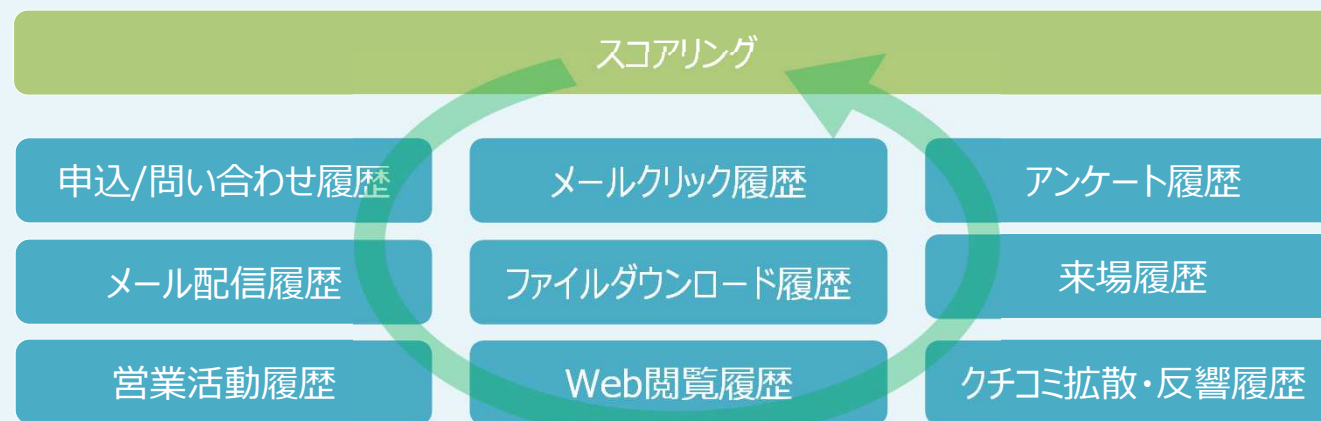 スコアリング
申込/問い合わせ履歴
メールクリック履歴
アンケート履歴
メール配信履歴
ファイルダウンロード履歴
来場履歴
営業活動履歴
Web閲覧履歴
クチコミ拡散・反響履歴